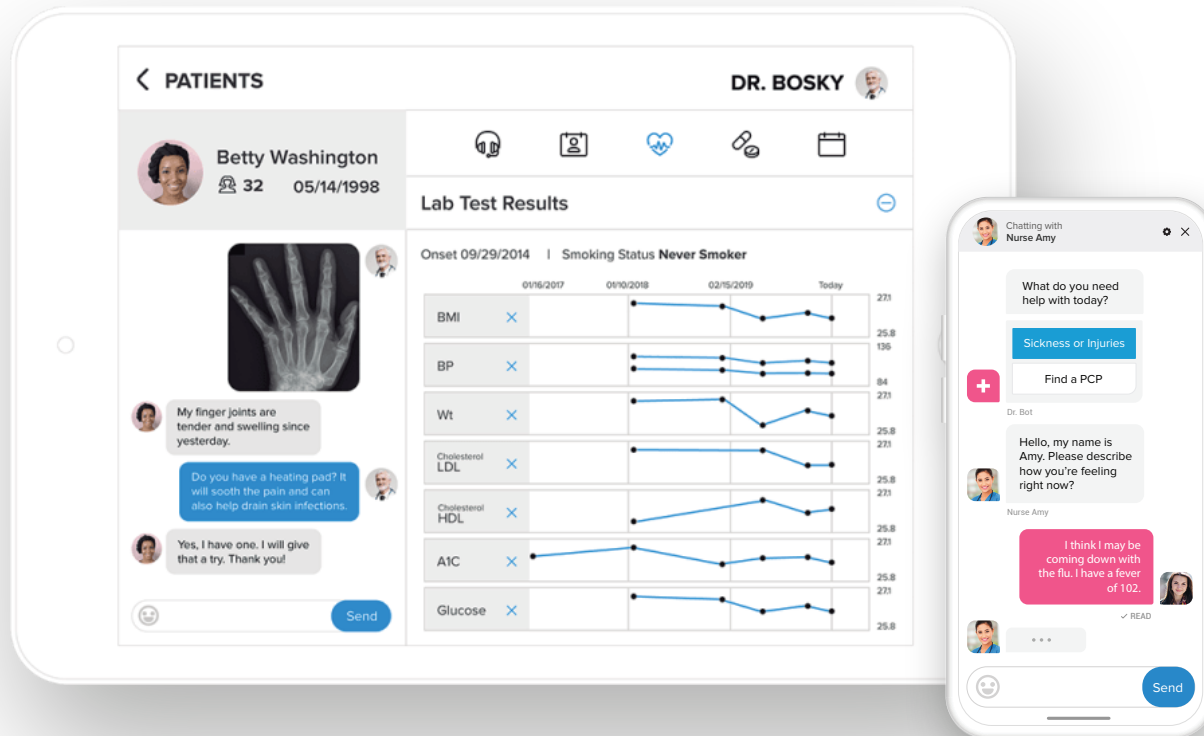 PATIENTS
DR. BOSKY
Betty Washington
32 05/14/1998
My finger joints are
tender and swelling since
yesterday.
Do you have a heating pad? It
will sooth the pain and can
also help drain skin infections.
Yes, I have one. I will give
that a try. Thank you!
Send
Lab Test Results
Onset 09/29/2014 | Smoking Status Never Smoker
01/16/2017 01/10/2018 02/15/2019 Today
BMI
27.1
25.8
BP
136
84
Wt
27.1
25.8
Cholesterol
LDL
27.1
25.8
Cholesterol
HDL
27.1
25.8
A1C
27.1
25.8
Glucose
27.1
25.8
Chatting with
Nurse Amy
What do you need
help with today?
Sickness or Injuries
Find a PCP
Dr. Bot
Hello, my name is
Amy. Please describe
how you're feeling
right now?
Nurse Amy
I think I may be
coming down with
the flu. I have a fever
of 102.
✓ READ
...
Send